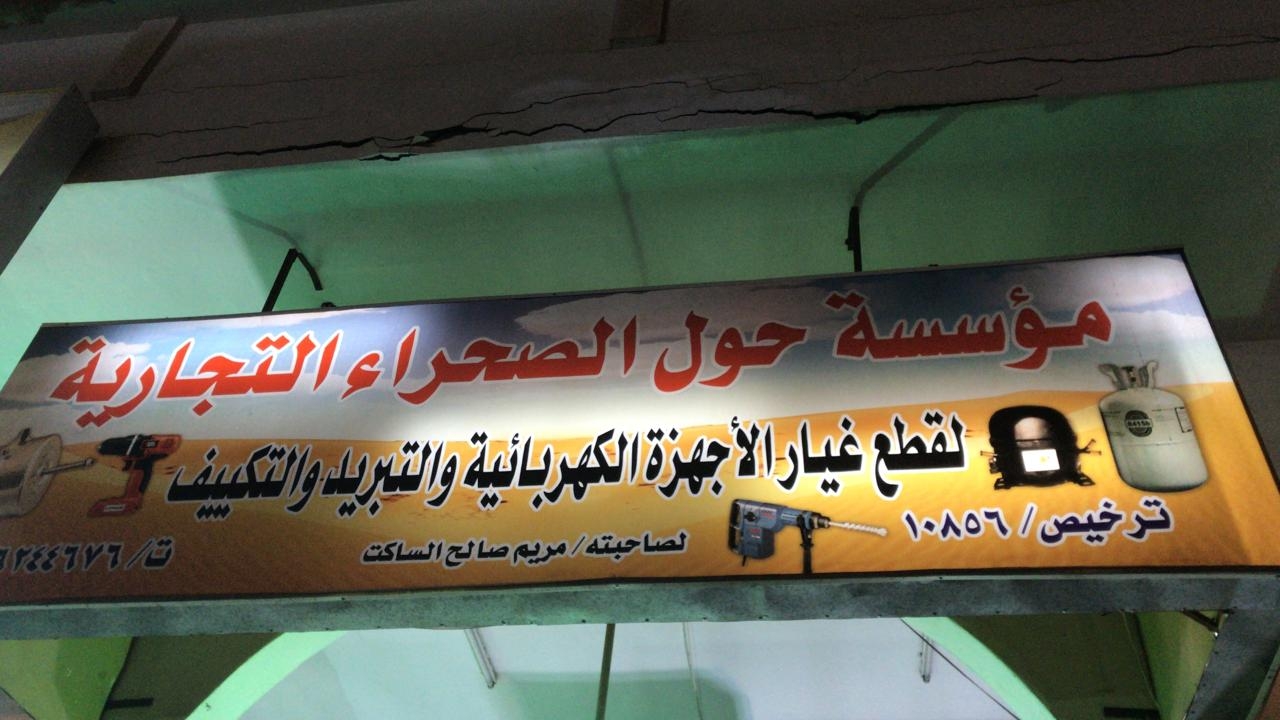 مؤسسة حول الصحراء التجارية
لقطع غيار الأجهزة الكهربائية والتبريد والتكييف
ترخيص / ١٠٨٥٦
لصاحبته / مريم صالح الساكت
ت/